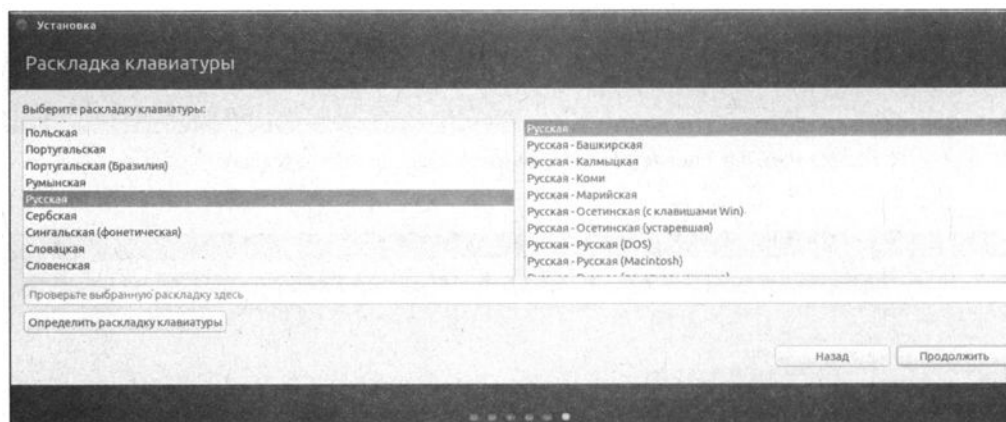 Установка
Раскладка клавиатуры
Выберите раскладку клавиатуры:
Польская
Португальская
Португальская (Бразилия)
Румынская
Русская
Сербская
Сингальская (фонетическая)
Словацкая
Словенская
Русская
Русская - Башкирская
Русская - Калмыцкая
Русская - Коми
Русская - Марийская
Русская - Осетинская (с клавишами Win)
Русская - Осетинская (устаревшая)
Русская - Русская (DOS)
Русская - Русская (Macintosh)
Проверьте выбранную раскладку здесь
Определить раскладку клавиатуры
Назад
Продолжить